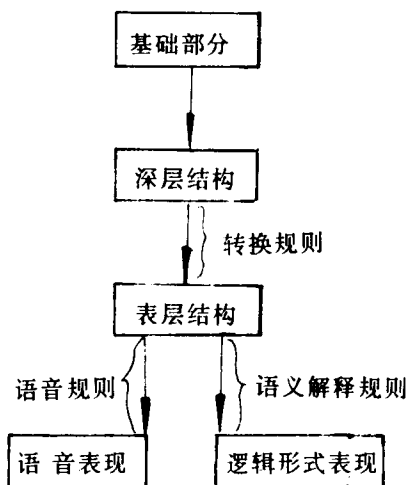 基础部分
深层结构
转换规则
表层结构
语音规则
语义解释规则
语音表现
逻辑形式表现